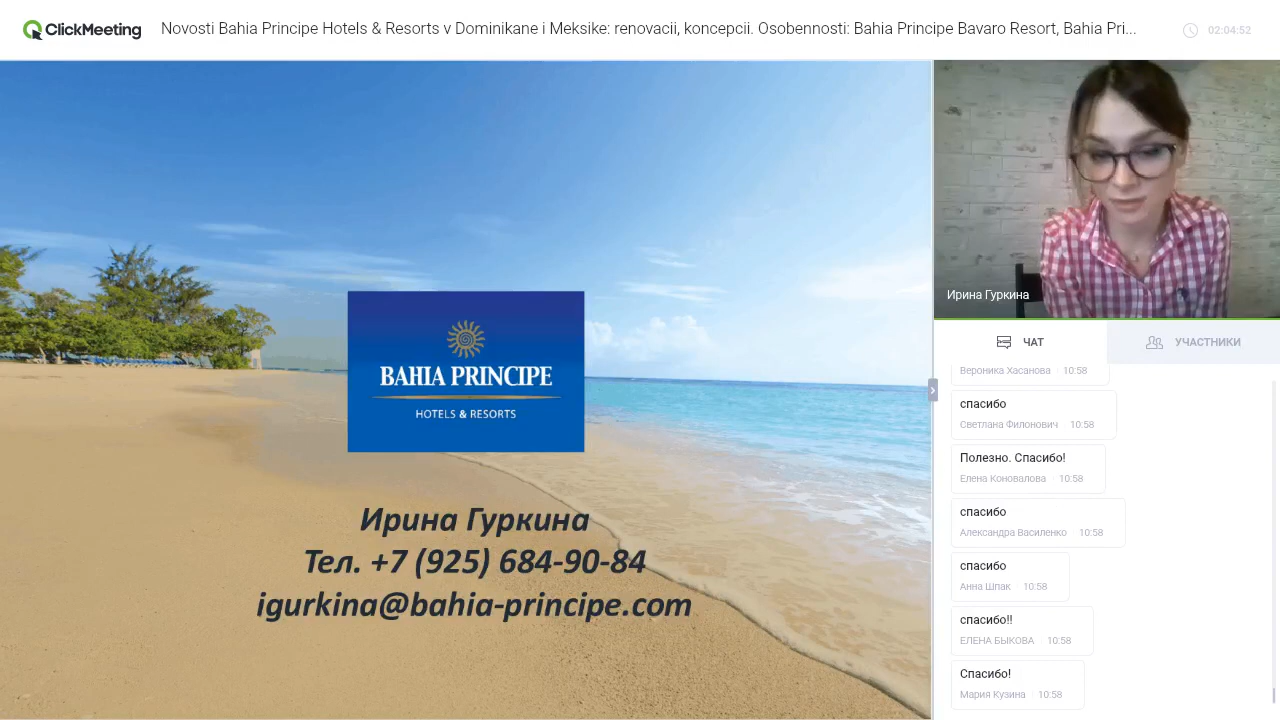 ClickMeeting
Novosti Bahia Principe Hotels & Resorts v Dominikane i Meksike: renovacii, koncepcii. Osobennosti: Bahia Principe Bavaro Resort, Bahia Pri...
02:04:52
BAHIA PRINCIPE
HOTELS & RESORTS
Ирина Гуркина
Тел. +7 (925) 684-90-84
igurkina@bahia-principe.com
Ирина Гуркина
ЧАТ
УЧАСТНИКИ
Вероника Хасанова 10:58
спасибо
Светлана Филонович 10:58
Полезно. Спасибо!
Елена Коновалова 10:58
спасибо
Александра Василенко 10:58
спасибо
Анна Шпак 10:58
спасибо!!
ЕЛЕНА БЫКОВА 10:58
Спасибо!
Мария Кузина 10:58